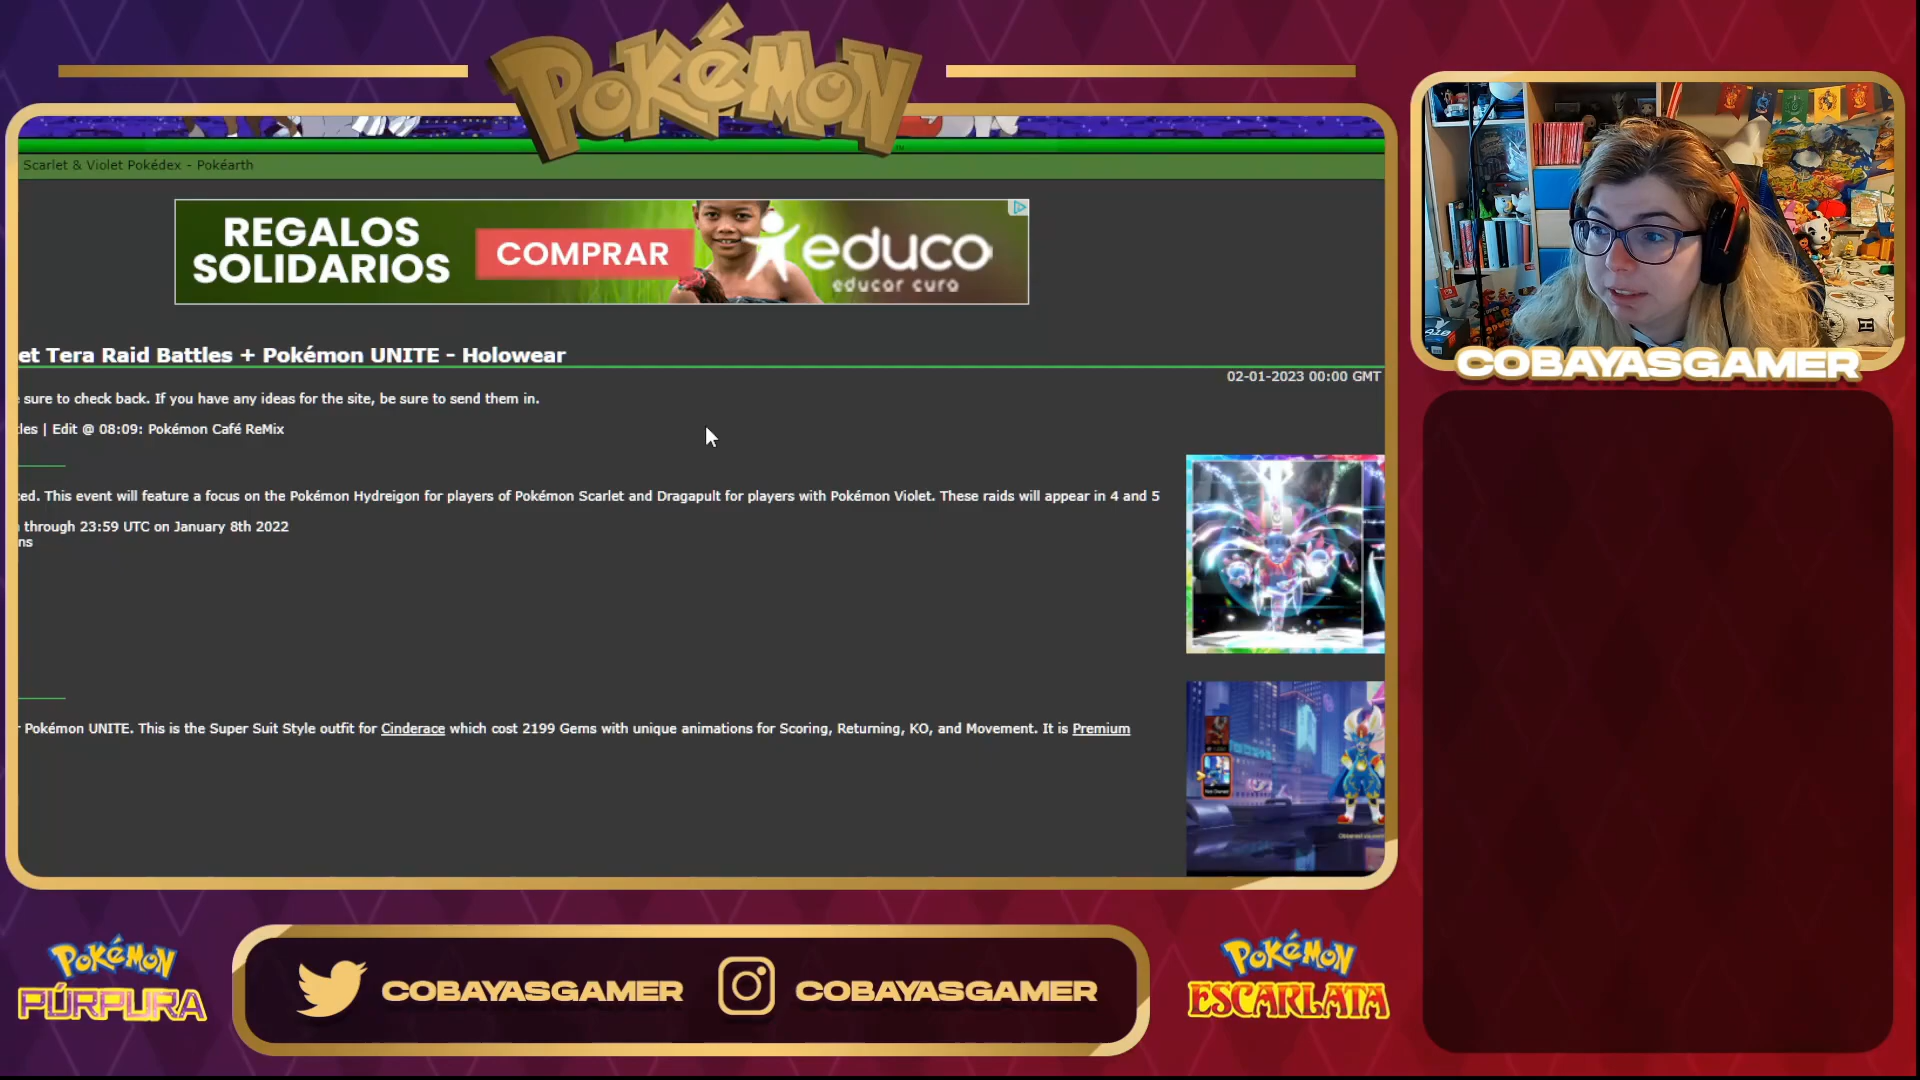 POKÉMON
Scarlet & Violet Pokédex - Pokéarth
REGALOS
SOLIDARIOS
COMPRAR
educo
educar cura
et Tera Raid Battles + Pokémon UNITE - Holowear
02-01-2023 00:00 GMT
sure to check back. If you have any ideas for the site, be sure to send them in.
les | Edit @ 08:09: Pokémon Café ReMix
ced. This event will feature a focus on the Pokémon Hydreigon for players of Pokémon Scarlet and Dragapult for players with Pokémon Violet. These raids will appear in 4 and 5
through 23:59 UTC on January 8th 2022
ns
Pokémon UNITE. This is the Super Suit Style outfit for Cinderace which cost 2199 Gems with unique animations for Scoring, Returning, KO, and Movement. It is Premium
COBAYASGAMER
POKÉMON
PÚRPURA
COBAYASGAMER
COBAYASGAMER
POKÉMON
ESCARLATA